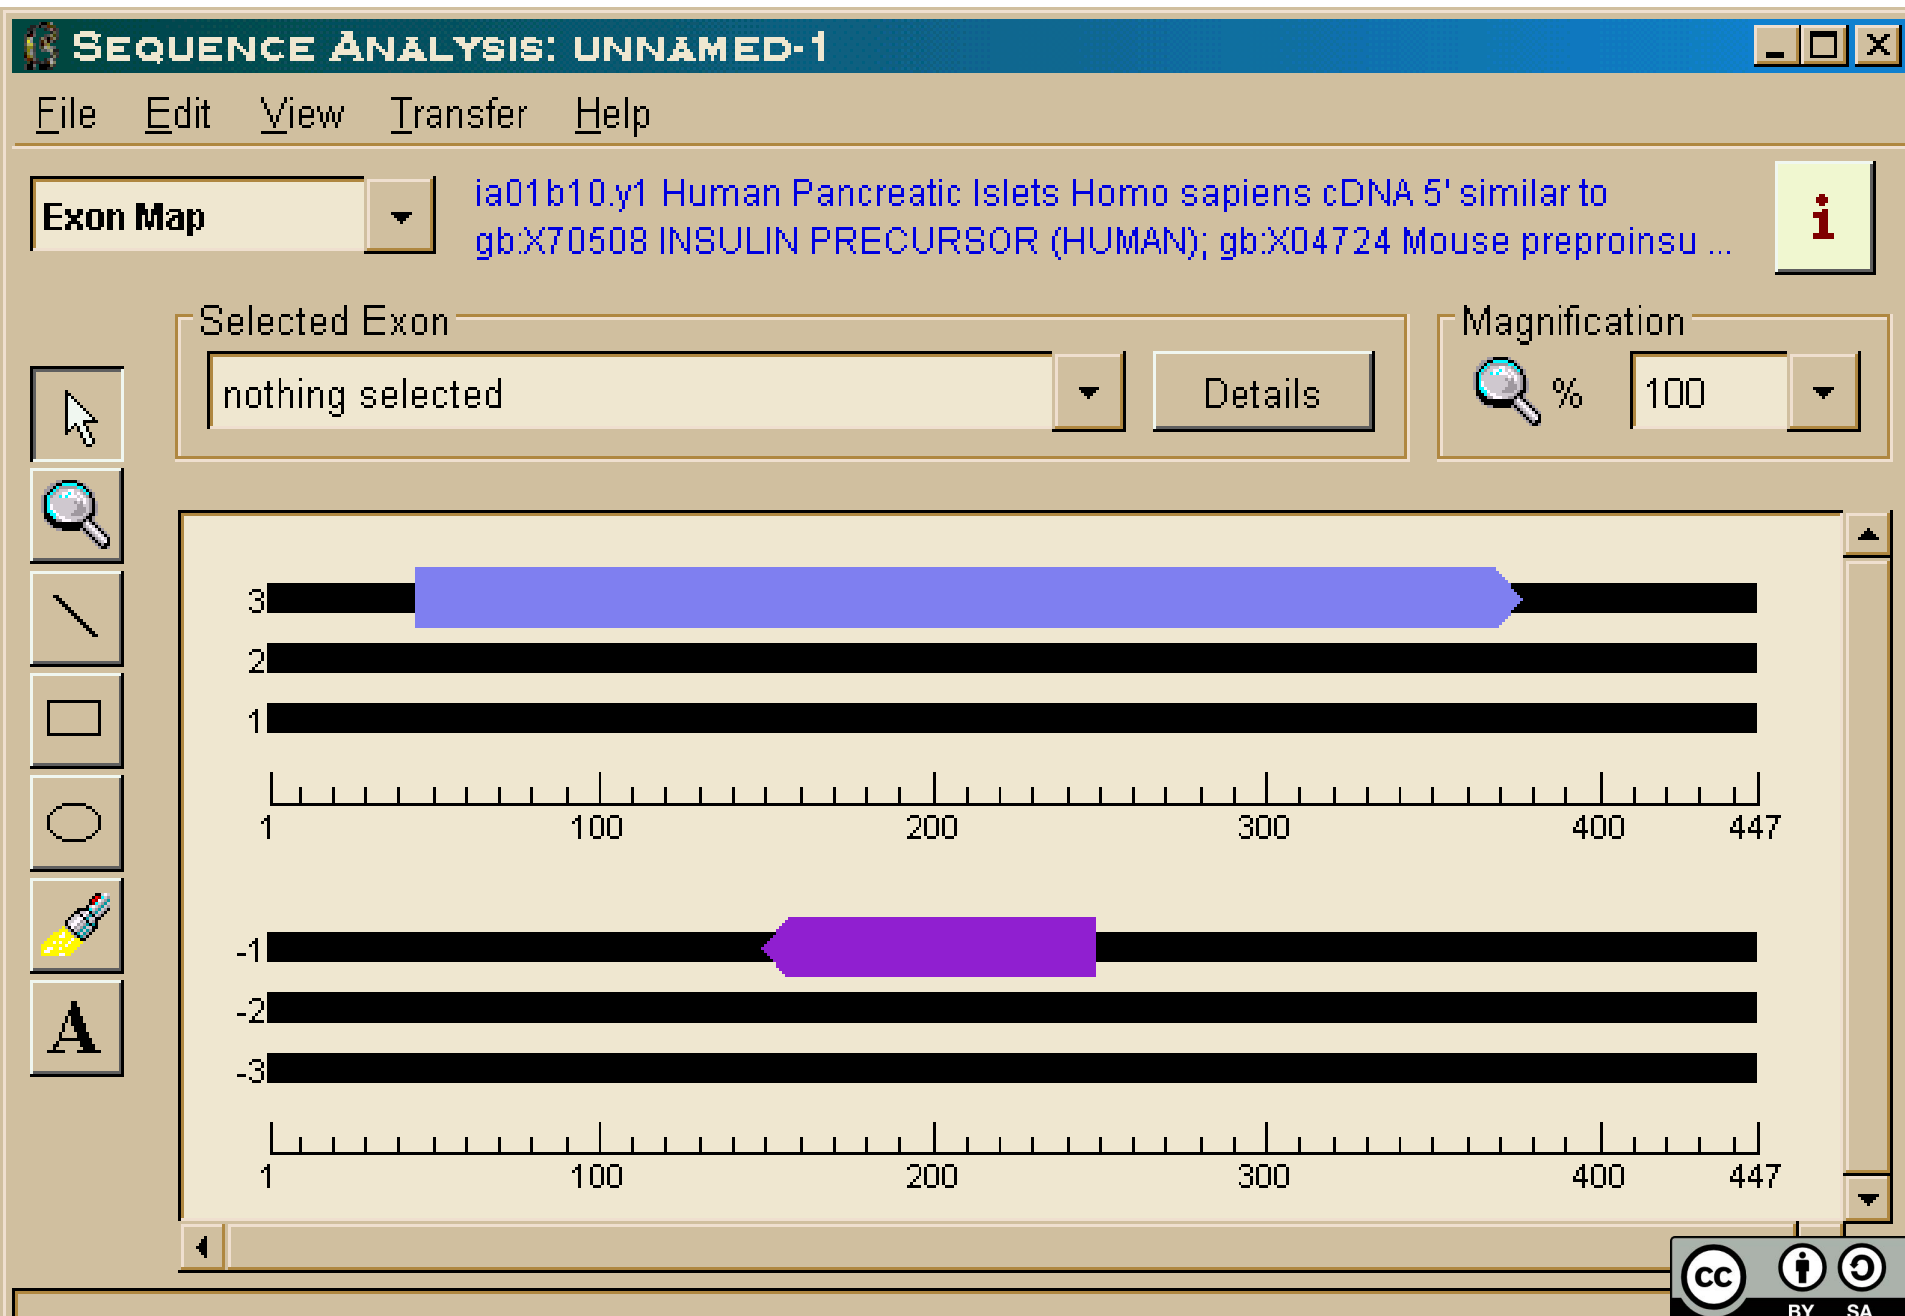 SEQUENCE ANALYSIS: UNNAMED-1
File Edit View Transfer Help
Exon Map
ia01b10.y1 Human Pancreatic Islets Homo sapiens cDNA 5' similar to
gb:X70508 INSULIN PRECURSOR (HUMAN); gb:X04724 Mouse preproinsu ...
i
Selected Exon
nothing selected
Details
Magnification
% 100
3
2
1
1 100 200 300 400 447
-1
-2
-3
1 100 200 300 400 447
A
cc
BY SA